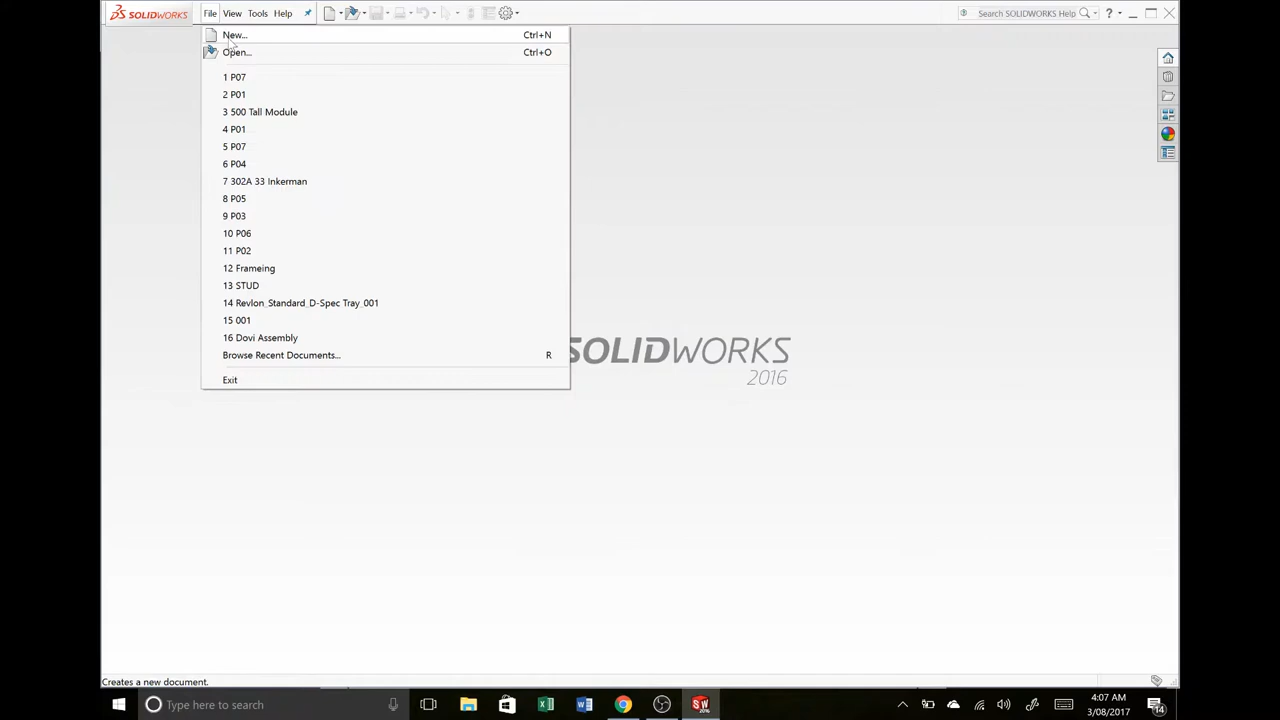 SOLIDWORKS File View Tools Help Search SOLIDWORKS Help ?
New... Ctrl+N
Open... Ctrl+O
1 P07
2 P01
3 500 Tall Module
4 P01
5 P07
6 P04
7 302A 33 Inkerman
8 P05
9 P03
10 P06
11 P02
12 Frameing
13 STUD
14 Revlon_Standard_D-Spec Tray_001
15 001
16 Dovi Assembly
Browse Recent Documents... R
Exit
SOLIDWORKS
2016
Creates a new document.
Type here to search
4:07 AM
3/08/2017
14